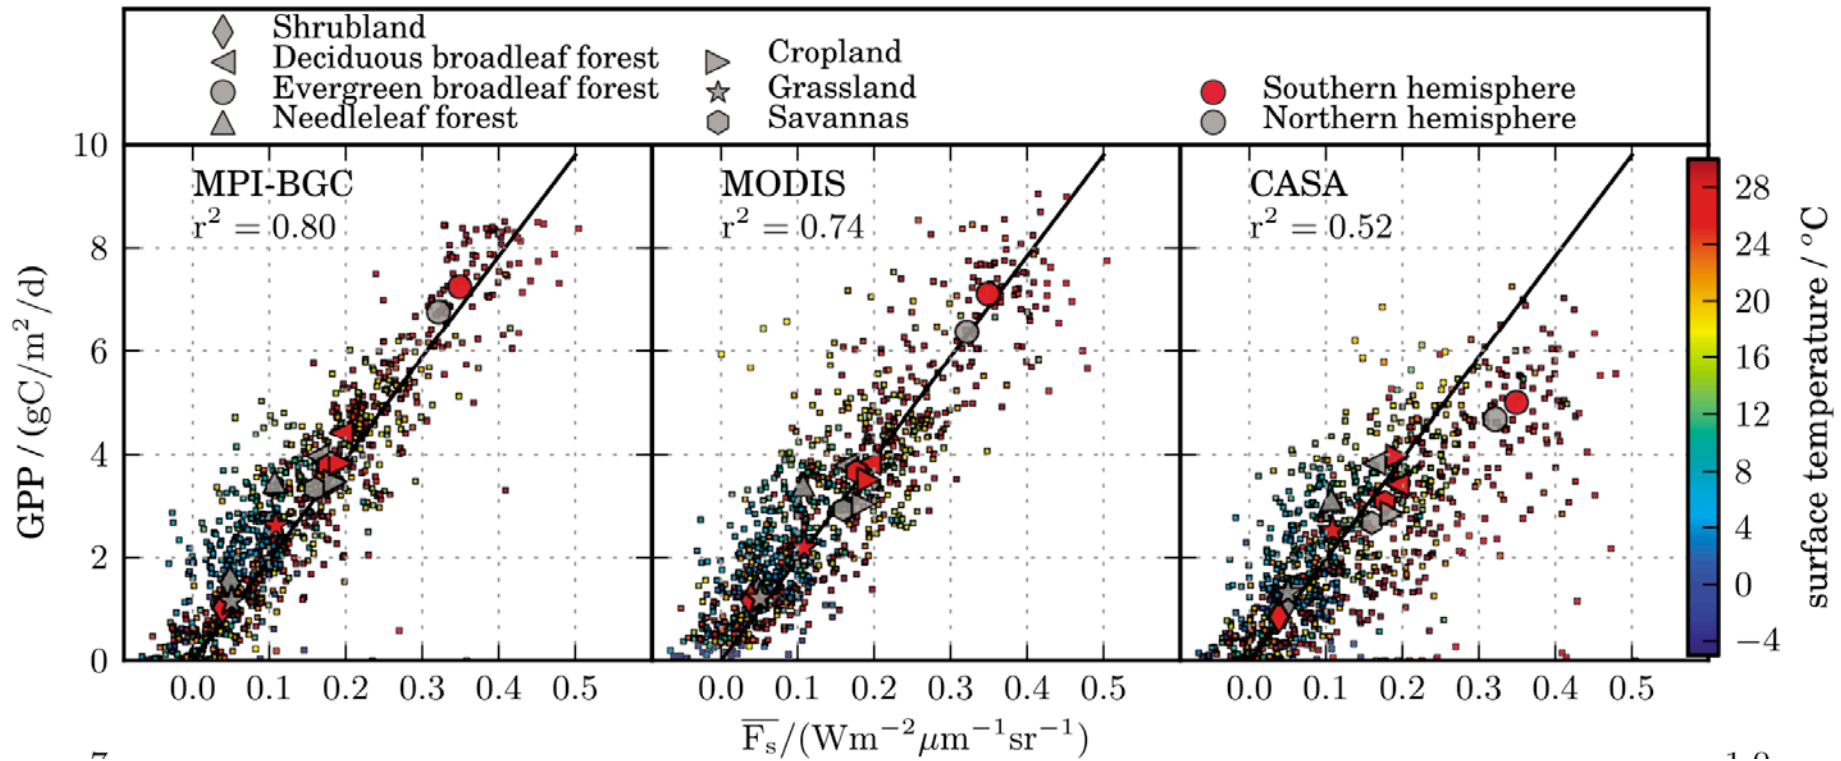 Shrubland
Deciduous broadleaf forest
Evergreen broadleaf forest
Needleleaf forest
Cropland
Grassland
Savannas
Southern hemisphere
Northern hemisphere
MPI-BGC
r² = 0.80
MODIS
r² = 0.74
CASA
r² = 0.52
GPP / (gC/m²/d)
10
8
6
4
2
0
0.0 0.1 0.2 0.3 0.4 0.5
0.0 0.1 0.2 0.3 0.4 0.5
0.0 0.1 0.2 0.3 0.4 0.5
F̅ₛ/(Wm⁻²μm⁻¹sr⁻¹)
28
24
20
16
12
8
4
0
−4
surface temperature / °C